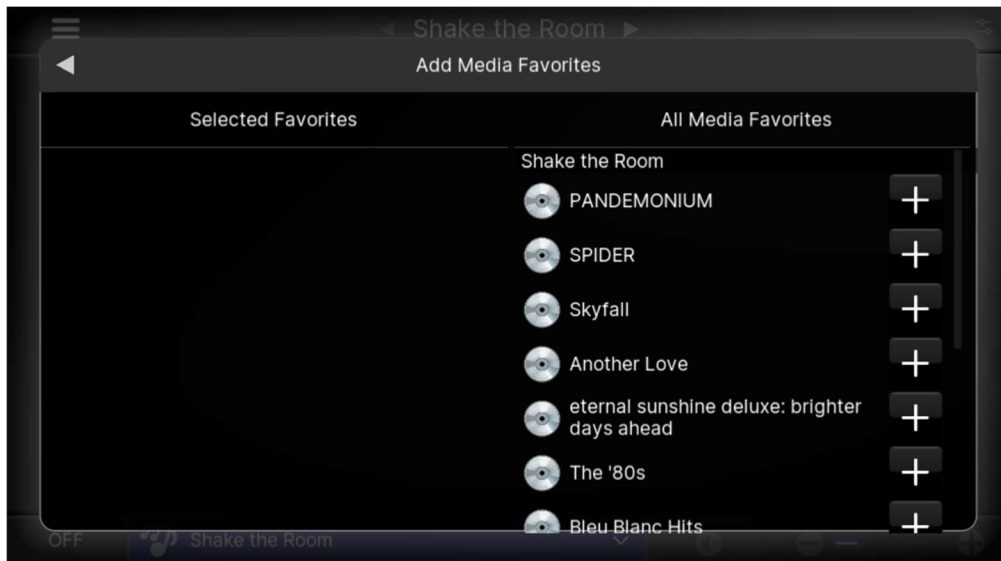 Shake the Room
Add Media Favorites
Selected Favorites
All Media Favorites
Shake the Room
PANDEMONIUM
SPIDER
Skyfall
Another Love
eternal sunshine deluxe: brighter
days ahead
The '80s
Bleu Blanc Hits
OFF
Shake the Room